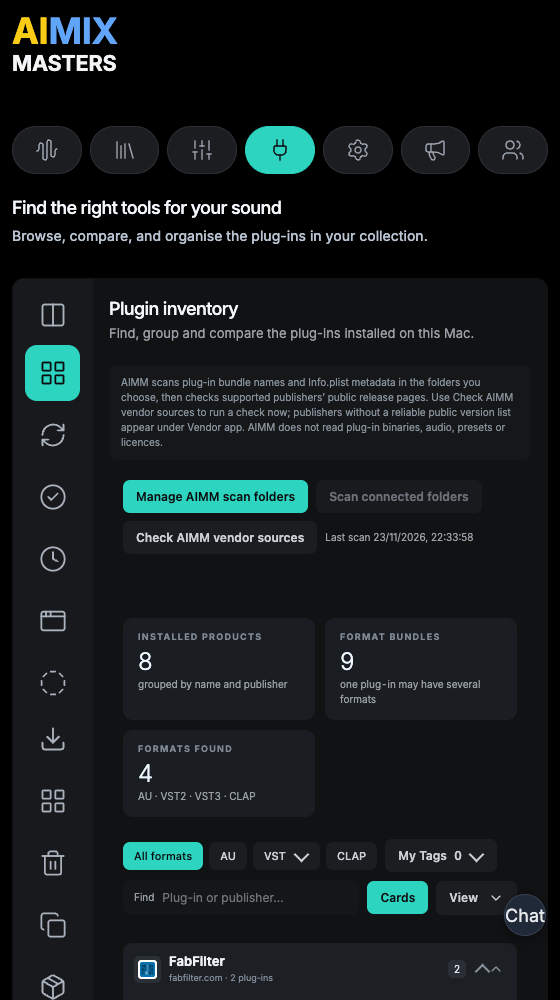 AIMIX
MASTERS
Find the right tools for your sound
Browse, compare, and organise the plug-ins in your collection.
Plugin inventory
Find, group and compare the plug-ins installed on this Mac.
AIMM scans plug-in bundle names and Info.plist metadata in the folders you
choose, then checks supported publishers’ public release pages. Use Check AIMM
vendor sources to run a check now; publishers without a reliable public version list
appear under Vendor app. AIMM does not read plug-in binaries, audio, presets or
licences.
Manage AIMM scan folders
Scan connected folders
Check AIMM vendor sources
Last scan 23/11/2026, 22:33:58
INSTALLED PRODUCTS
8
grouped by name and publisher
FORMAT BUNDLES
9
one plug-in may have several
formats
FORMATS FOUND
4
AU · VST2 · VST3 · CLAP
All formats
AU
VST
CLAP
My Tags 0
Find Plug-in or publisher...
Cards
View
Chat
FabFilter
fabfilter.com · 2 plug-ins
2